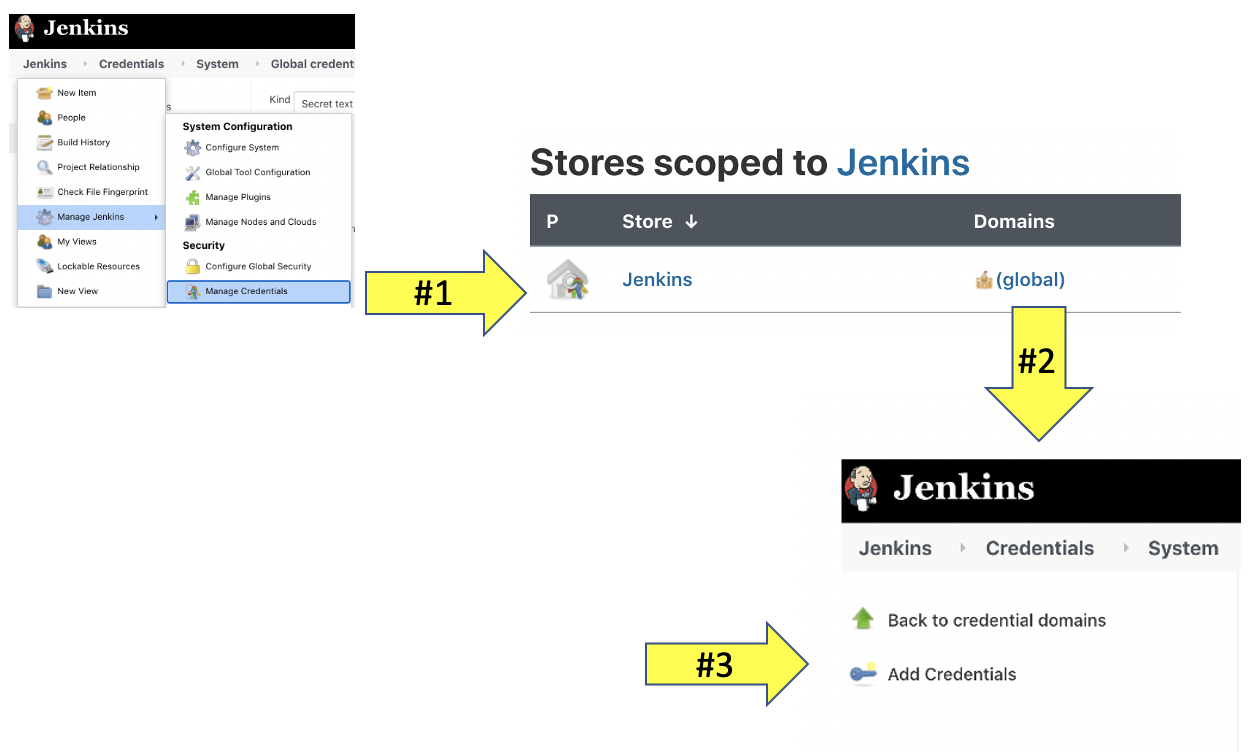 Jenkins
Jenkins Credentials System Global credent
New Item
People
Build History
Project Relationship
Check File Fingerprint
Manage Jenkins
My Views
Lockable Resources
New View
s
Kind Secret text
System Configuration
Configure System
Global Tool Configuration
Manage Plugins
Manage Nodes and Clouds
Security
Configure Global Security
Manage Credentials
#1
Stores scoped to Jenkins
P Store ↓ Domains
Jenkins (global)
#2
Jenkins
Jenkins Credentials System
Back to credential domains
#3
Add Credentials